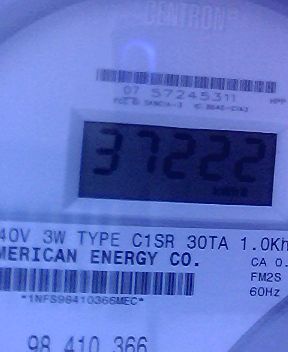 CENTRON®
07 57245311 HPP
37222
40V 3W TYPE C1SR 30TA 1.0Kh
MERICAN ENERGY CO.
CA 0.
FM2S
60Hz
*1NFS98410366MEC*
98 410 366